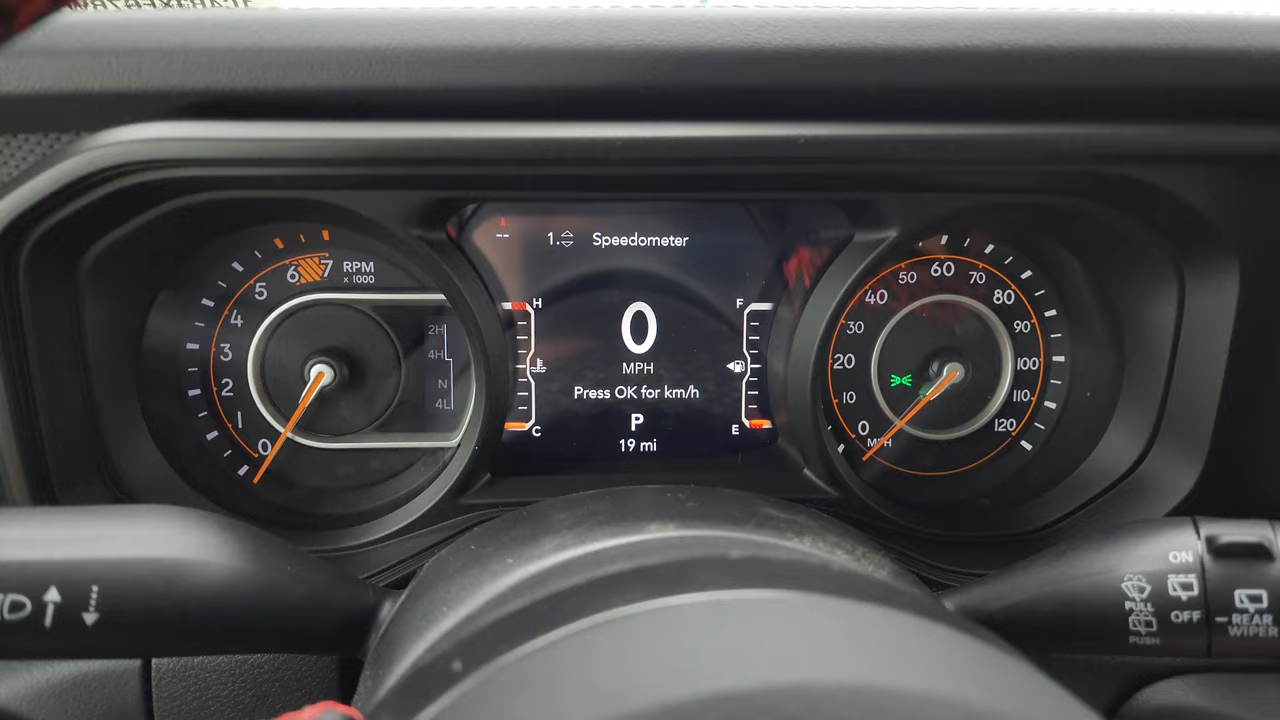 1. Speedometer
7
6
5
4
3
2
1
0
RPM
x 1000
2H
4H
N
4L
H
C
0
MPH
Press OK for km/h
P
19 mi
F
E
0
10
20
30
40
50
60
70
80
90
100
110
120
MPH
ON
OFF
PULL
PUSH
REAR
WIPER